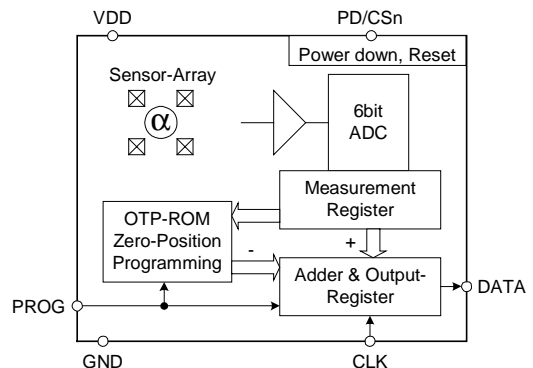 VDD
PD/CSn
Power down, Reset
Sensor-Array
α
6bit
ADC
Measurement
Register
OTP-ROM
Zero-Position
Programming
-
+
Adder & Output-
Register
DATA
PROG
GND
CLK